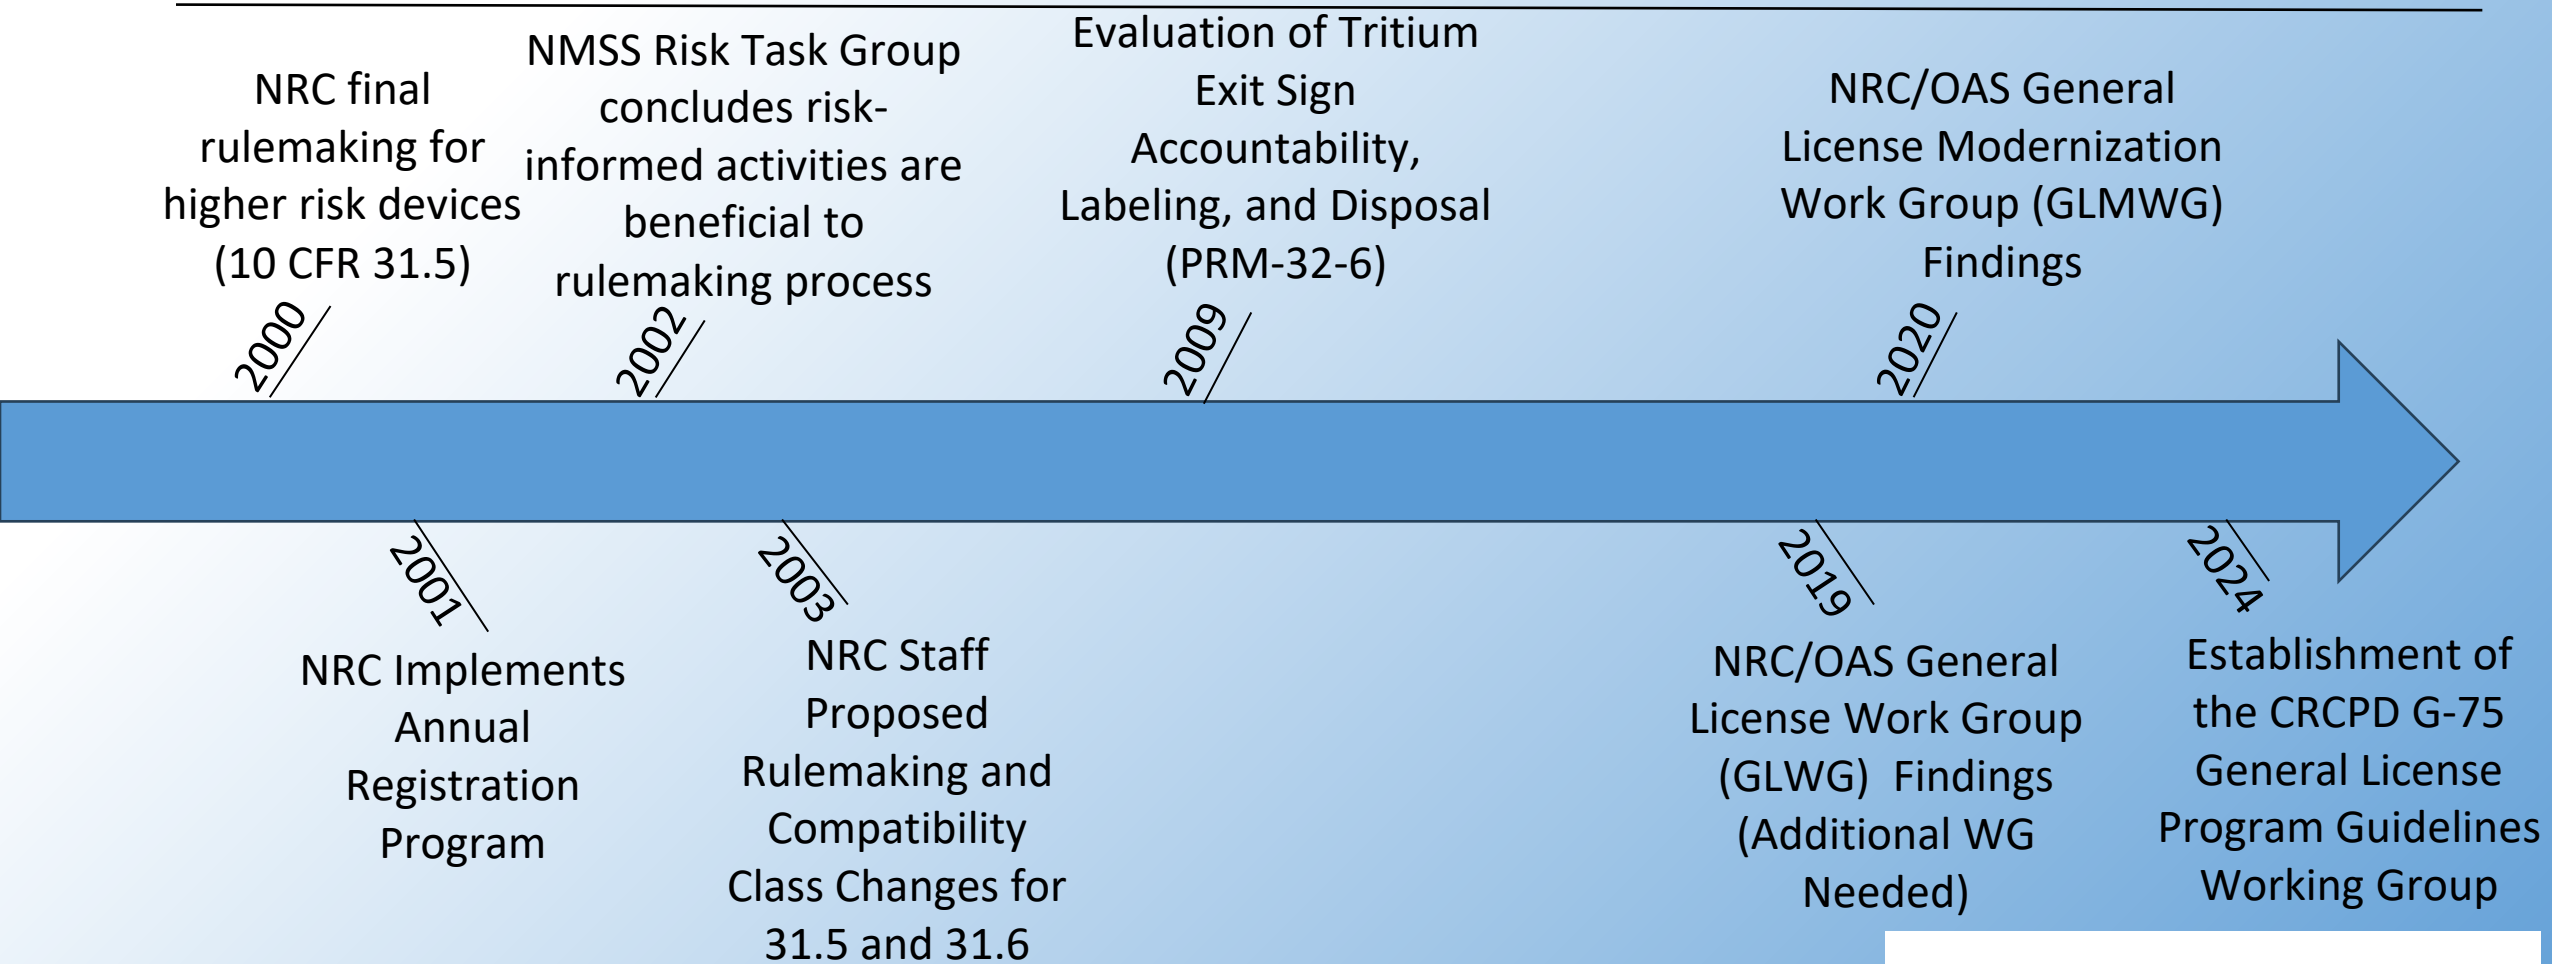 NRC final
rulemaking for
higher risk devices
(10 CFR 31.5)
2000
NMSS Risk Task Group
concludes risk-
informed activities are
beneficial to
rulemaking process
2002
Evaluation of Tritium
Exit Sign
Accountability,
Labeling, and Disposal
(PRM-32-6)
2009
NRC/OAS General
License Modernization
Work Group (GLMWG)
Findings
2020
2001
NRC Implements
Annual
Registration
Program
2003
NRC Staff
Proposed
Rulemaking and
Compatibility
Class Changes for
31.5 and 31.6
2019
NRC/OAS General
License Work Group
(GLWG)  Findings
(Additional WG
Needed)
2024
Establishment of
the CRCPD G-75
General License
Program Guidelines
Working Group